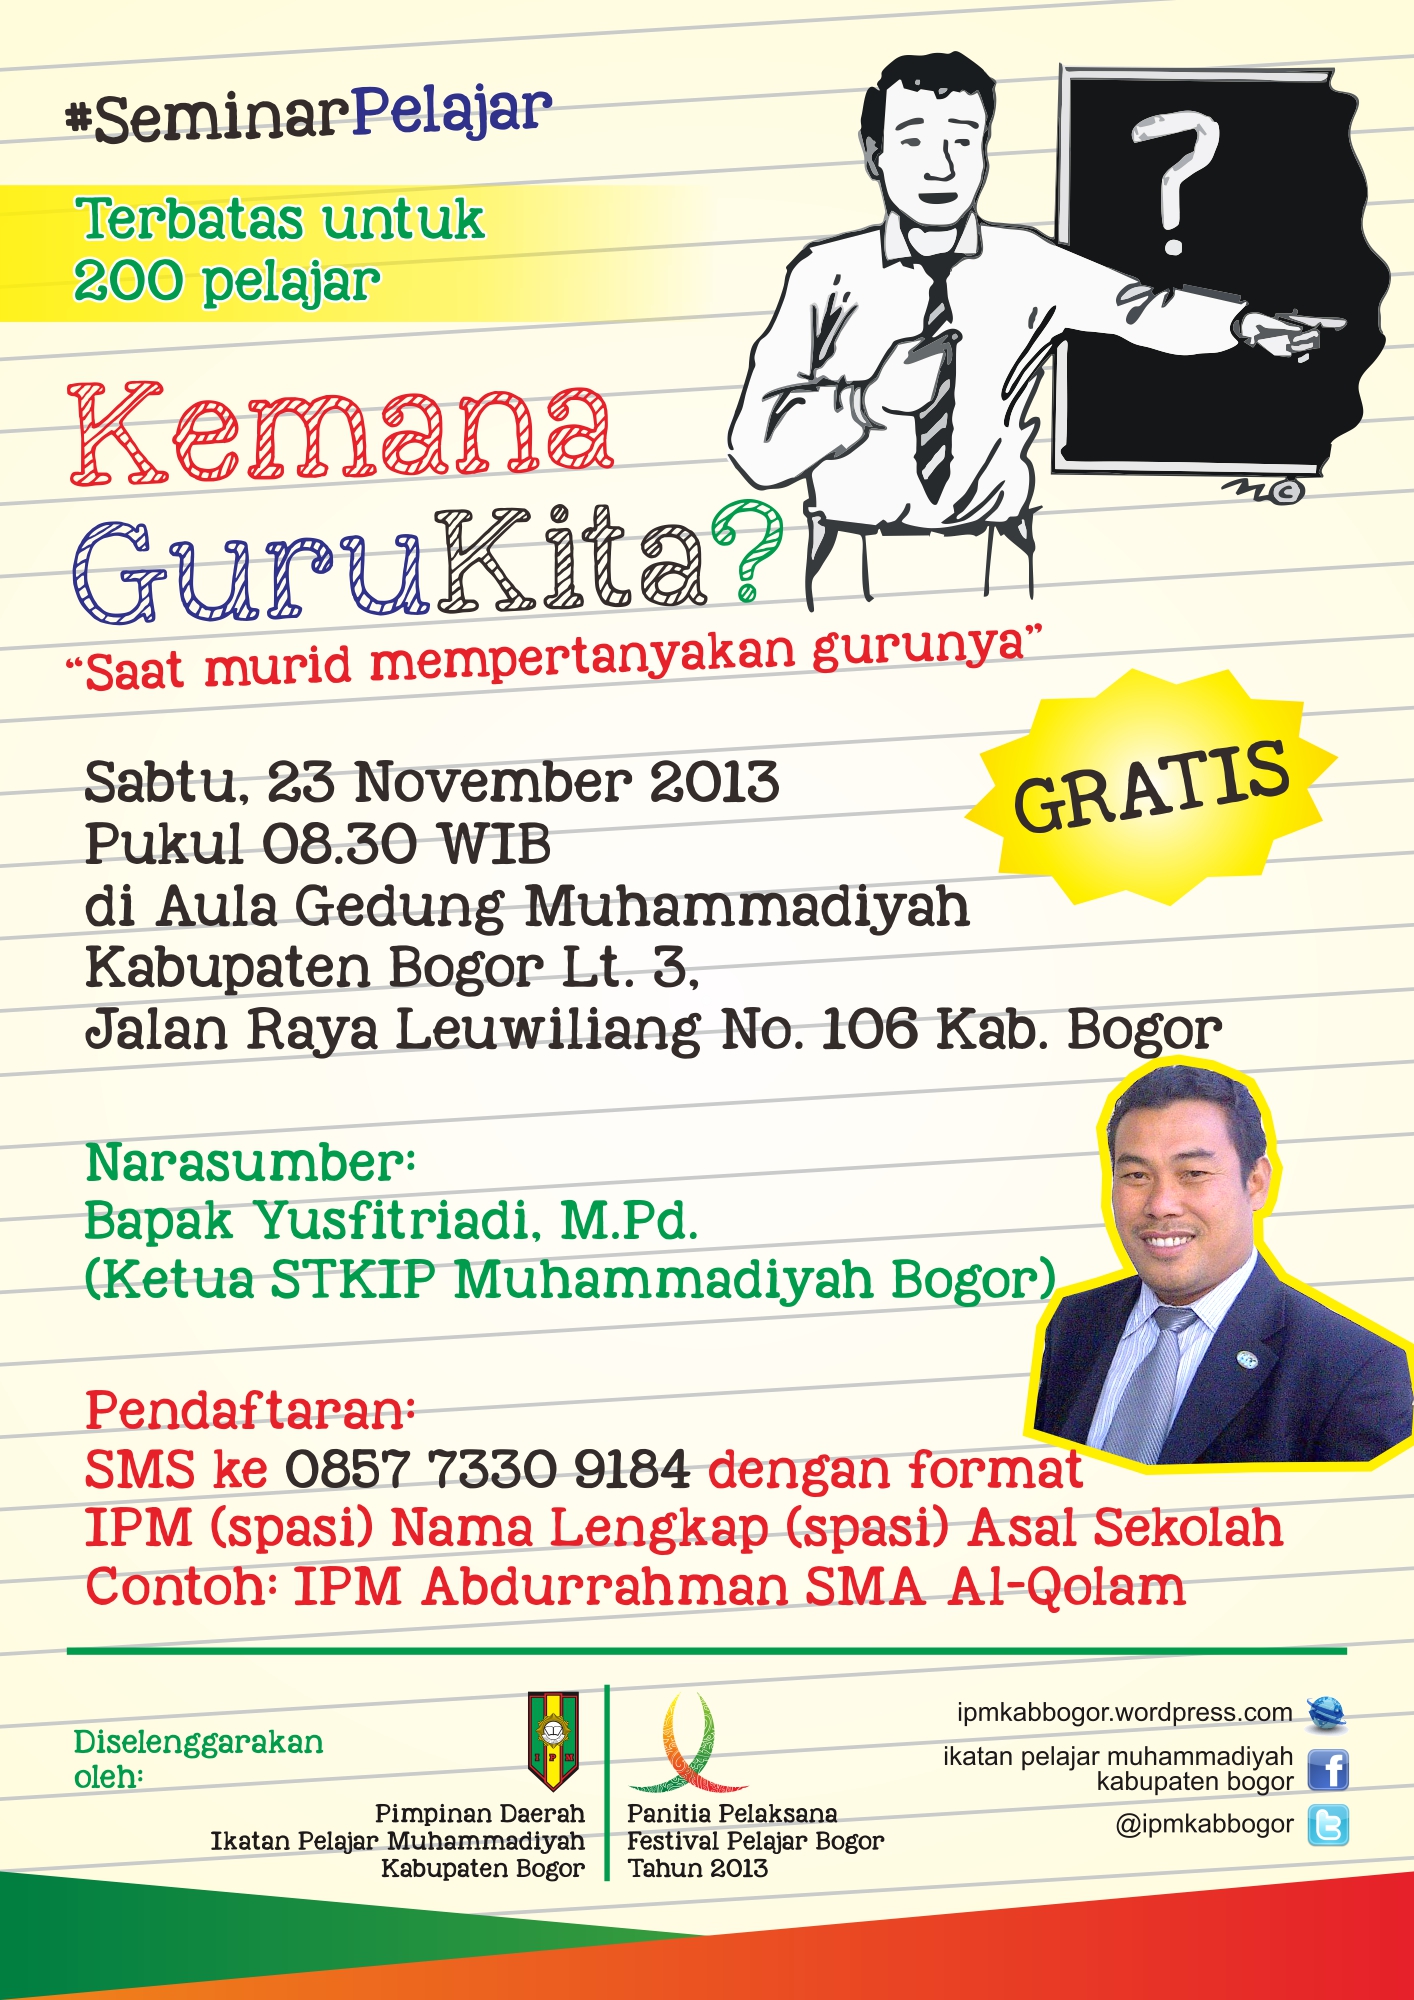 #SeminarPelajar
Terbatas untuk
200 pelajar
?
Kemana
GuruKita?
“Saat murid mempertanyakan gurunya”
GRATIS
Sabtu, 23 November 2013
Pukul 08.30 WIB
di Aula Gedung Muhammadiyah
Kabupaten Bogor Lt. 3,
Jalan Raya Leuwiliang No. 106 Kab. Bogor
Narasumber:
Bapak Yusfitriadi, M.Pd.
(Ketua STKIP Muhammadiyah Bogor)
Pendaftaran:
SMS ke 0857 7330 9184 dengan format
IPM (spasi) Nama Lengkap (spasi) Asal Sekolah
Contoh: IPM Abdurrahman SMA Al-Qolam
Diselenggarakan
oleh:
I P M
Pimpinan Daerah
Ikatan Pelajar Muhammadiyah
Kabupaten Bogor
Panitia Pelaksana
Festival Pelajar Bogor
Tahun 2013
ipmkabbogor.wordpress.com
ikatan pelajar muhammadiyah
kabupaten bogor
@ipmkabbogor